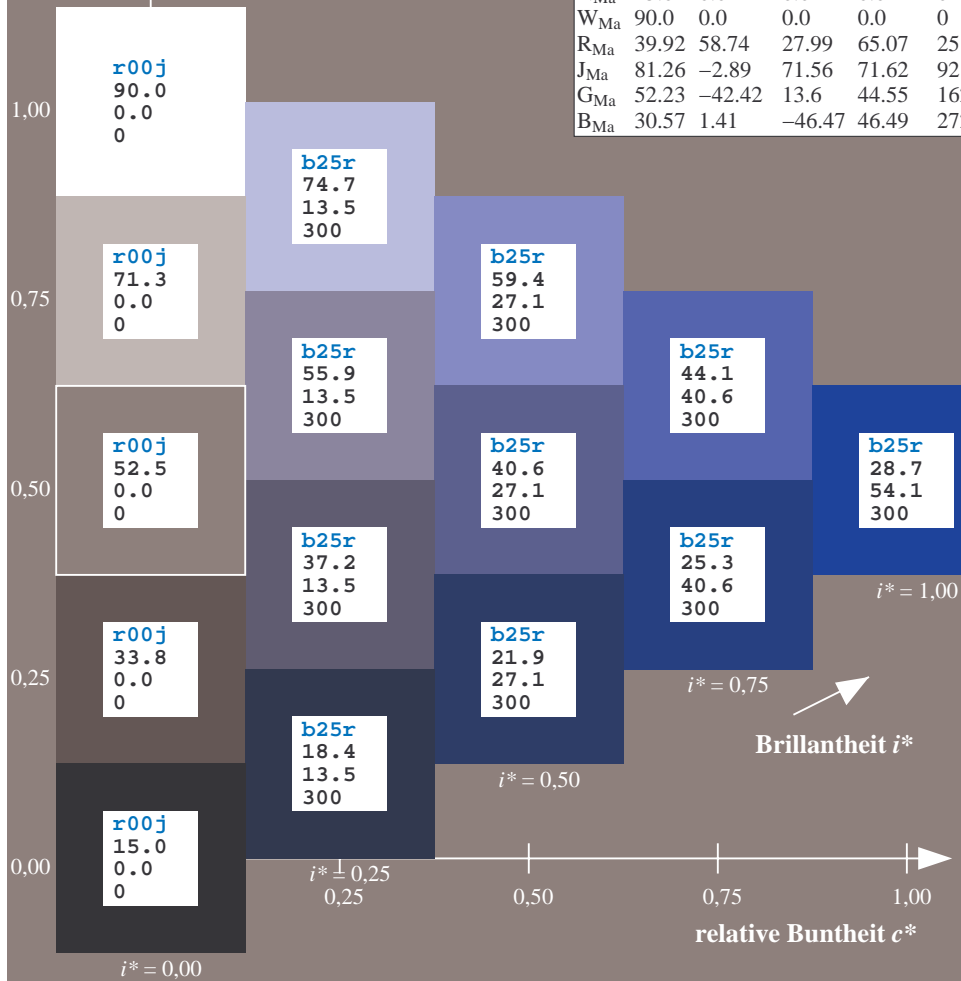 W_Ma 90.0 0.0 0.0 0.0 0
R_Ma 39.92 58.74 27.99 65.07 25
J_Ma 81.26 −2.89 71.56 71.62 92
G_Ma 52.23 −42.42 13.6 44.55
B_Ma 30.57 1.41 −46.47 46.49
1,00
0,75
0,50
0,25
0,00
r00j
90.0
0.0
0
r00j
71.3
0.0
0
r00j
52.5
0.0
0
r00j
33.8
0.0
0
r00j
15.0
0.0
0
i* = 0,00
b25r
74.7
13.5
300
b25r
55.9
13.5
300
b25r
37.2
13.5
300
b25r
18.4
13.5
300
i* = 0,25
b25r
59.4
27.1
300
b25r
40.6
27.1
300
b25r
21.9
27.1
300
i* = 0,50
b25r
44.1
40.6
300
b25r
25.3
40.6
300
i* = 0,75
b25r
28.7
54.1
300
i* = 1,00
Brillantheit i*
0,25 0,50 0,75 1,00
relative Buntheit c*